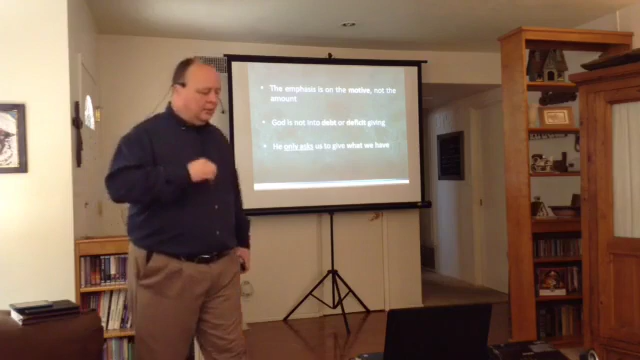 • The emphasis is on the motive, not the
amount
• God is not into debt or deficit giving
• He only asks us to give what we have